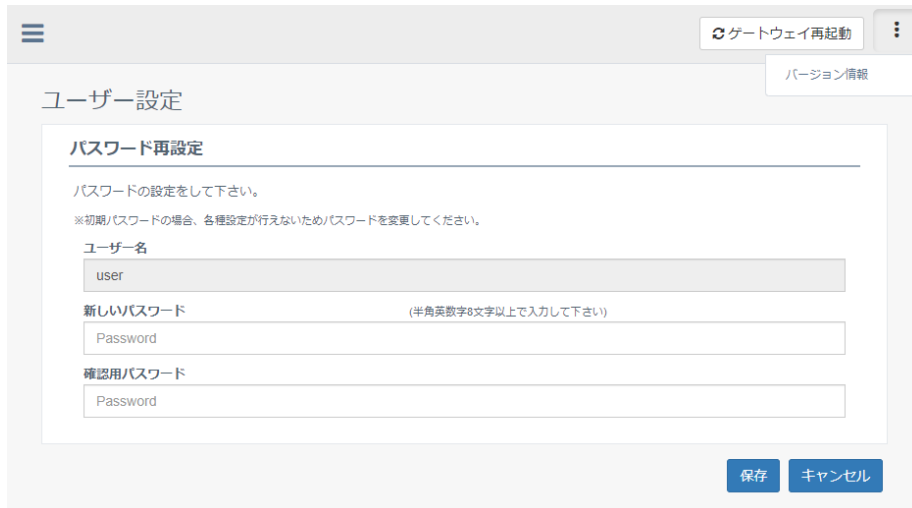 ゲートウェイ再起動
バージョン情報
ユーザー設定
パスワード再設定
パスワードの設定をして下さい。
※初期パスワードの場合、各種設定が行えないためパスワードを変更してください。
ユーザー名
user
新しいパスワード (半角英数字8文字以上で入力して下さい)
Password
確認用パスワード
Password
保存 キャンセル